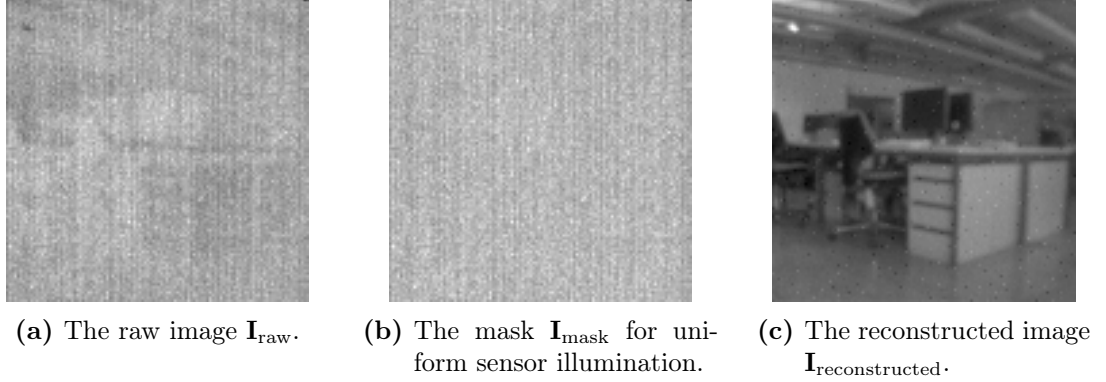 (a) The raw image I_raw.
(b) The mask I_mask for uni-
form sensor illumination.
(c) The reconstructed image
I_reconstructed.